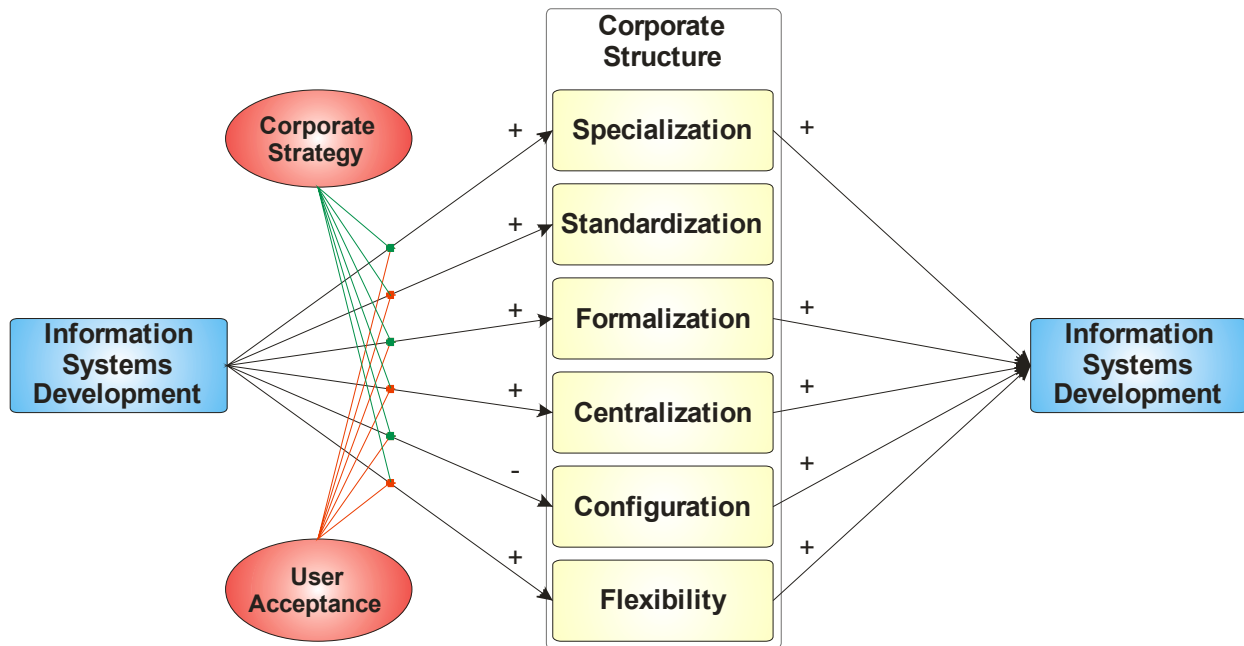 Corporate
Structure
Corporate
Strategy
+
Specialization
+
+
Standardization
+
Formalization
+
Information
Systems
Development
Information
Systems
Development
+
Centralization
+
-
Configuration
+
+
Flexibility
+
User
Acceptance